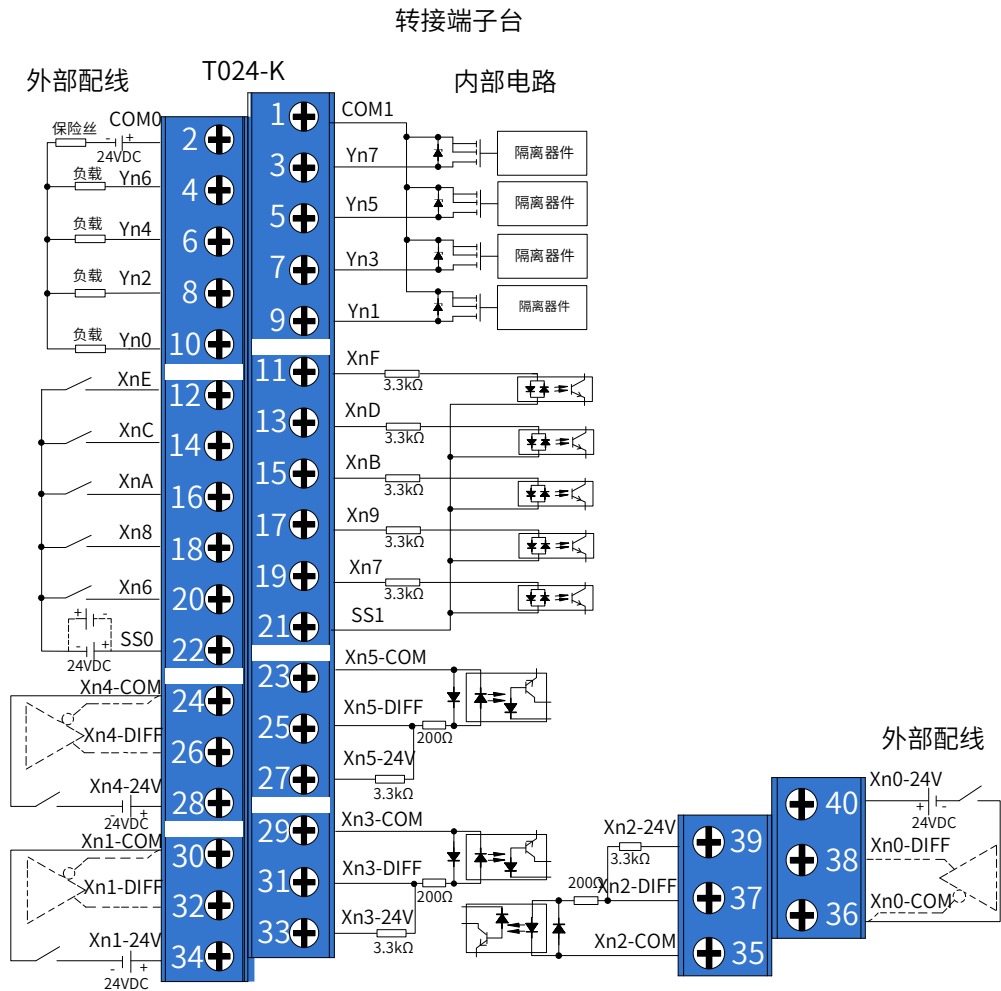 转接端子台
外部配线
T024-K
内部电路
保险丝
- +
24VDC
COM0
负载
Yn6
负载
Yn4
负载
Yn2
负载
Yn0
XnE
XnC
XnA
Xn8
Xn6
+ -
- +
24VDC
SS0
Xn4-COM
Xn4-DIFF
Xn4-24V
- +
24VDC
Xn1-COM
Xn1-DIFF
Xn1-24V
- +
24VDC
2
4
6
8
10
12
14
16
18
20
22
24
26
28
30
32
34
1
3
5
7
9
11
13
15
17
19
21
23
25
27
29
31
33
COM1
Yn7
隔离器件
Yn5
隔离器件
Yn3
隔离器件
Yn1
隔离器件
XnF
3.3kΩ
XnD
3.3kΩ
XnB
3.3kΩ
Xn9
3.3kΩ
Xn7
3.3kΩ
SS1
Xn5-COM
Xn5-DIFF
200Ω
Xn5-24V
3.3kΩ
Xn3-COM
Xn3-DIFF
200Ω
Xn3-24V
3.3kΩ
Xn2-24V
3.3kΩ
200Ω
Xn2-DIFF
Xn2-COM
39
37
35
40
38
36
外部配线
Xn0-24V
+ -
24VDC
Xn0-DIFF
Xn0-COM